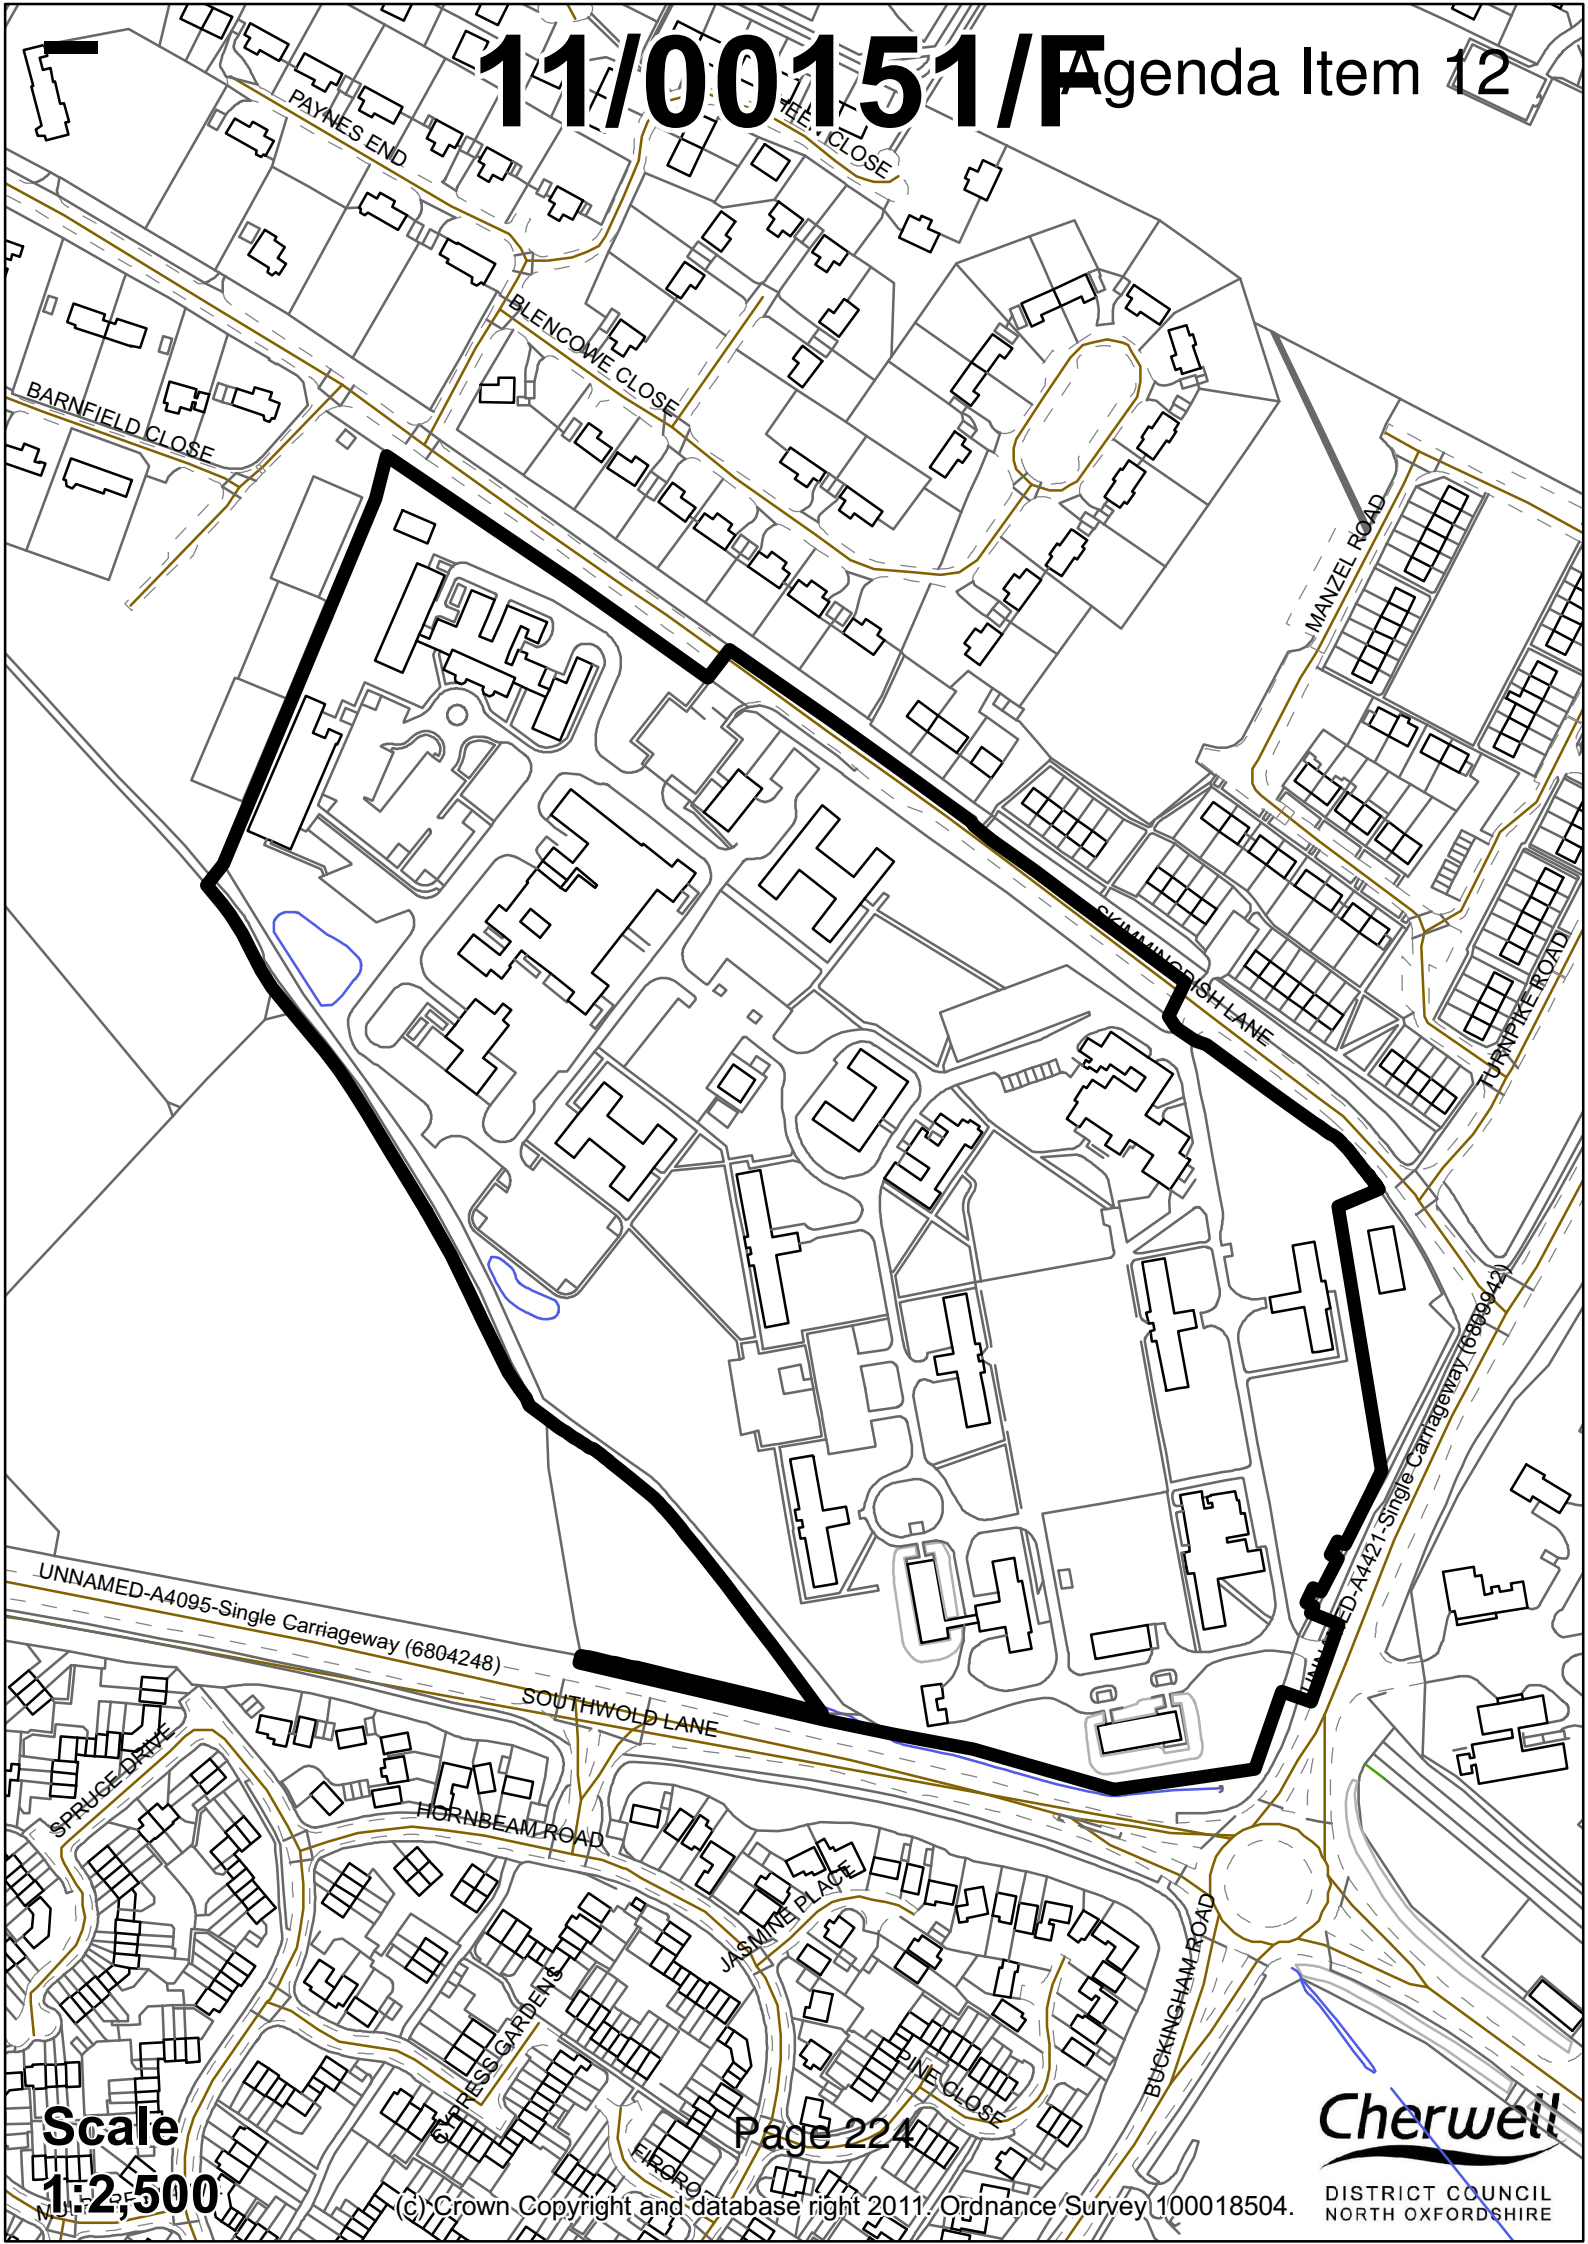 11/00151/F
Agenda Item 12
PAYNES END
CLOSE
BLENCOWE CLOSE
BARNFIELD CLOSE
MANZEL ROAD
SKIMMINGDISH LANE
TURNPIKE ROAD
UNNAMED-A4421-Single Carriageway (6809942)
UNNAMED-A4095-Single Carriageway (6804248)
SOUTHWOLD LANE
SPRUCE DRIVE
HORNBEAM ROAD
JASMINE PLACE
CYPRESS GARDENS
PINE CLOSE
BUCKINGHAM ROAD
Scale
1:2,500
Page 224
(c) Crown Copyright and database right 2011. Ordnance Survey 100018504.
Cherwell
DISTRICT COUNCIL
NORTH OXFORDSHIRE